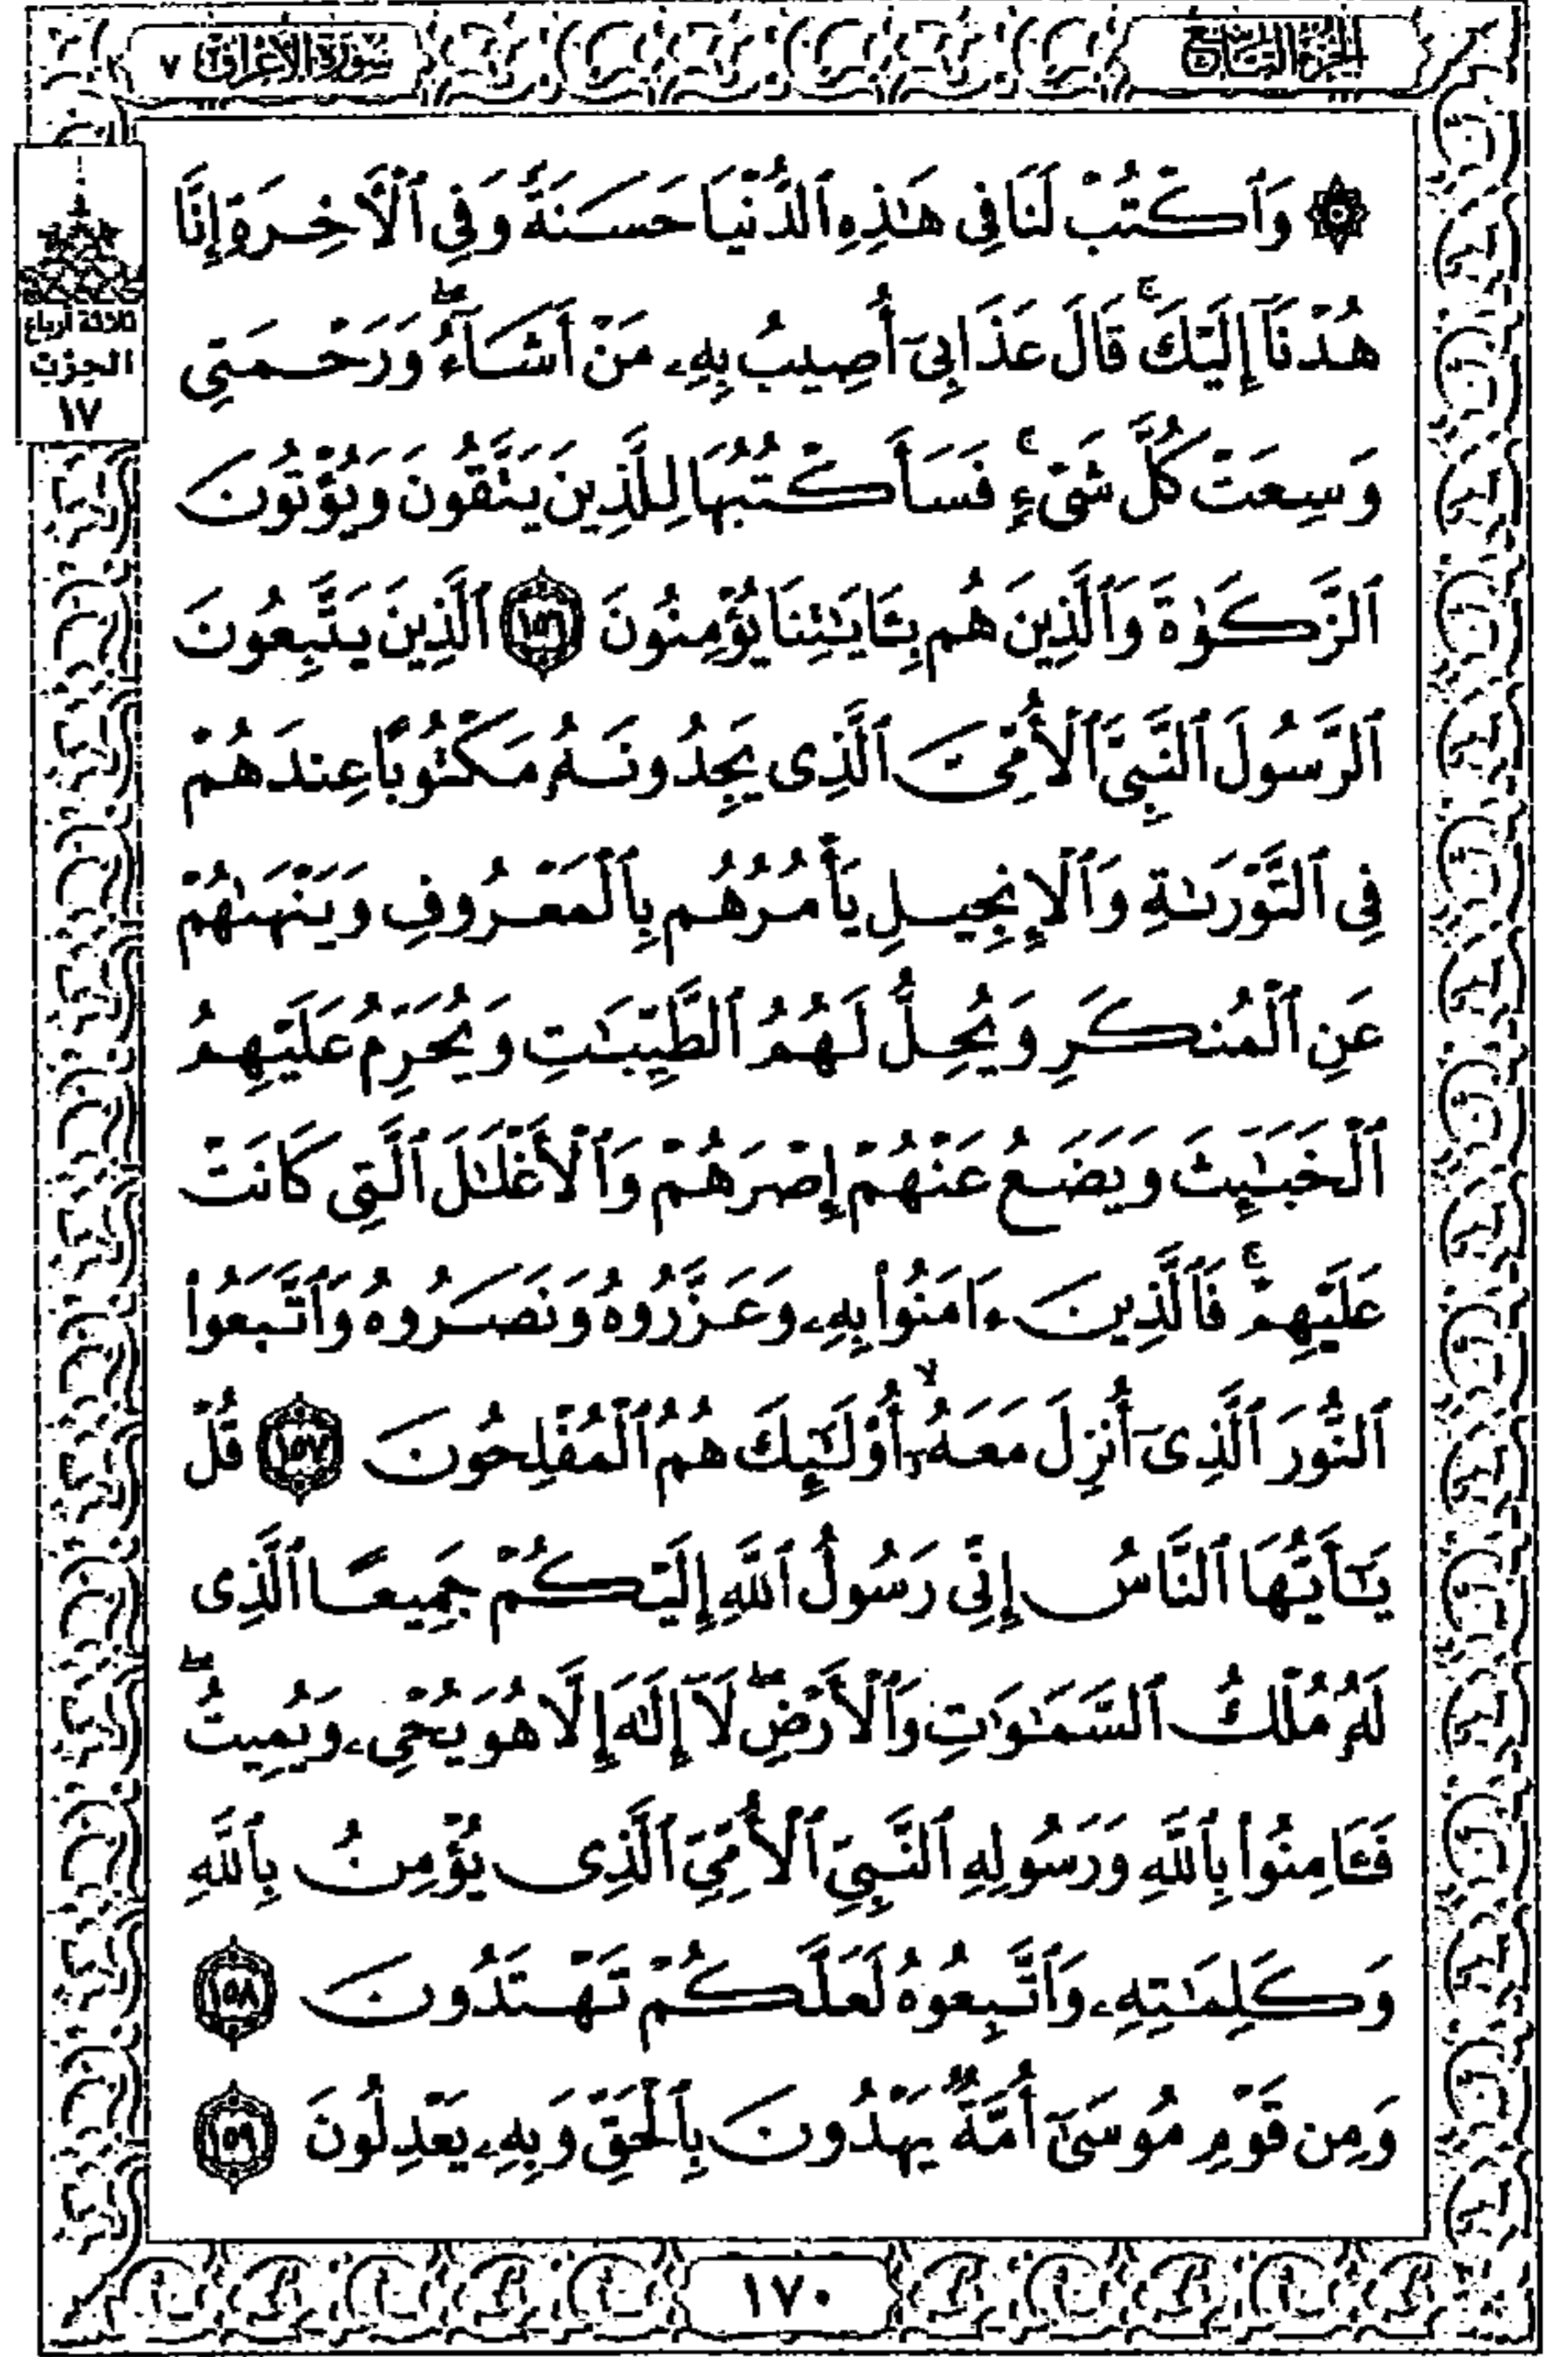 الجزء التاسع
سورة الأعراف ٧
ثلاثة أرباع
الحزب
١٧
۞ وَٱكْتُبْ لَنَا فِى هَٰذِهِ ٱلدُّنْيَا حَسَنَةً وَفِى ٱلْأَخِرَةِ إِنَّا
هُدْنَآ إِلَيْكَ ۚ قَالَ عَذَابِىٓ أُصِيبُ بِهِۦ مَنْ أَشَآءُ ۖ وَرَحْمَتِى
وَسِعَتْ كُلَّ شَىْءٍ ۚ فَسَأَكْتُبُهَا لِلَّذِينَ يَتَّقُونَ وَيُؤْتُونَ
ٱلزَّكَوٰةَ وَٱلَّذِينَ هُم بِـَٔايَٰتِنَا يُؤْمِنُونَ ١٥٦ ٱلَّذِينَ يَتَّبِعُونَ
ٱلرَّسُولَ ٱلنَّبِىَّ ٱلْأُمِّىَّ ٱلَّذِى يَجِدُونَهُۥ مَكْتُوبًا عِندَهُمْ
فِى ٱلتَّوْرَىٰةِ وَٱلْإِنجِيلِ يَأْمُرُهُم بِٱلْمَعْرُوفِ وَيَنْهَىٰهُمْ
عَنِ ٱلْمُنكَرِ وَيُحِلُّ لَهُمُ ٱلطَّيِّبَٰتِ وَيُحَرِّمُ عَلَيْهِمُ
ٱلْخَبَٰٓئِثَ وَيَضَعُ عَنْهُمْ إِصْرَهُمْ وَٱلْأَغْلَٰلَ ٱلَّتِى كَانَتْ
عَلَيْهِمْ ۚ فَٱلَّذِينَ ءَامَنُوا۟ بِهِۦ وَعَزَّرُوهُ وَنَصَرُوهُ وَٱتَّبَعُوا۟
ٱلنُّورَ ٱلَّذِىٓ أُنزِلَ مَعَهُۥٓ ۙ أُو۟لَٰٓئِكَ هُمُ ٱلْمُفْلِحُونَ ١٥٧ قُلْ
يَٰٓأَيُّهَا ٱلنَّاسُ إِنِّى رَسُولُ ٱللَّهِ إِلَيْكُمْ جَمِيعًا ٱلَّذِى
لَهُۥ مُلْكُ ٱلسَّمَٰوَٰتِ وَٱلْأَرْضِ ۖ لَآ إِلَٰهَ إِلَّا هُوَ يُحْىِۦ وَيُمِيتُ ۖ
فَـَٔامِنُوا۟ بِٱللَّهِ وَرَسُولِهِ ٱلنَّبِىِّ ٱلْأُمِّىِّ ٱلَّذِى يُؤْمِنُ بِٱللَّهِ
وَكَلِمَٰتِهِۦ وَٱتَّبِعُوهُ لَعَلَّكُمْ تَهْتَدُونَ ١٥٨
وَمِن قَوْمِ مُوسَىٰٓ أُمَّةٌ يَهْدُونَ بِٱلْحَقِّ وَبِهِۦ يَعْدِلُونَ ١٥٩
١٧٠